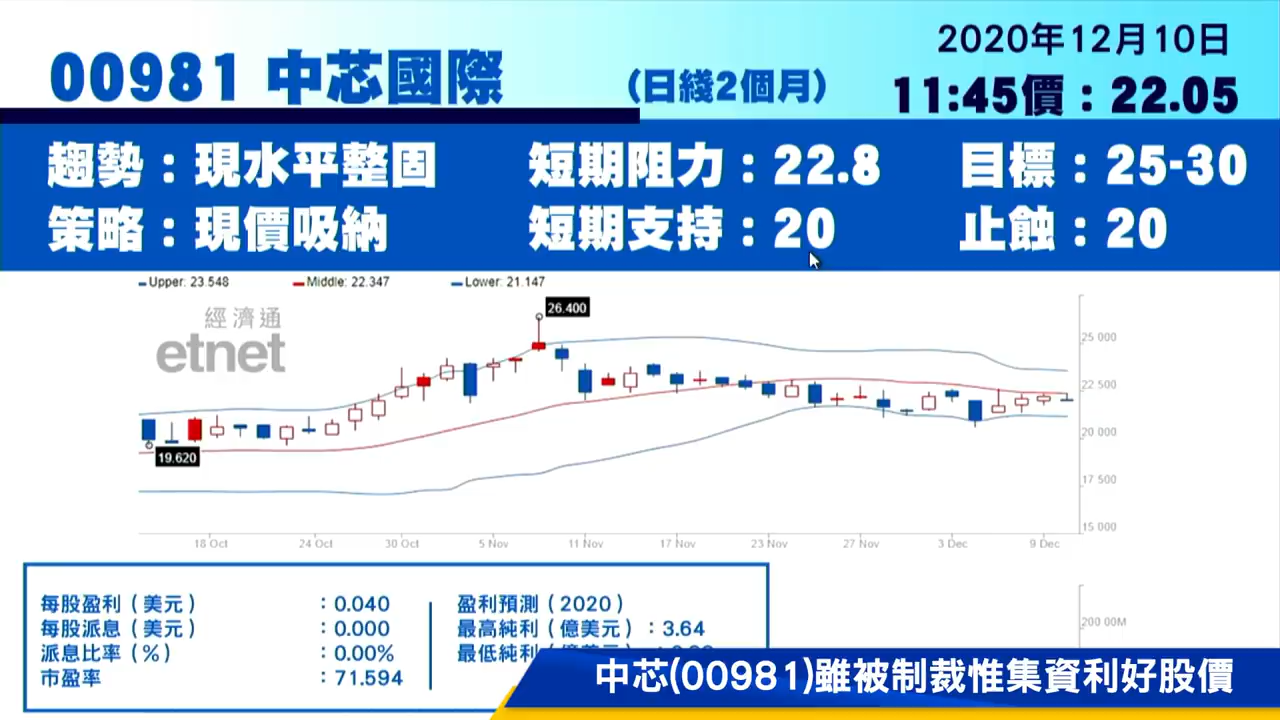 00981 中芯國際
(日綫2個月)
2020年12月10日
11:45價：22.05
趨勢：現水平整固
短期阻力：22.8
目標：25-30
策略：現價吸納
短期支持：20
止蝕：20
Upper: 23.548
Middle: 22.347
Lower: 21.147
經濟通
etnet
26.400
19.620
25 000
22 500
20 000
17 500
15 000
18 Oct
24 Oct
30 Oct
5 Nov
11 Nov
17 Nov
23 Nov
27 Nov
3 Dec
9 Dec
200 00M
每股盈利（美元）：0.040
每股派息（美元）：0.000
派息比率（%）：0.00%
市盈率：71.594
盈利預測（2020）
最高純利（億美元）：3.64
最低純利（億美元）：
中芯(00981)雖被制裁惟集資利好股價